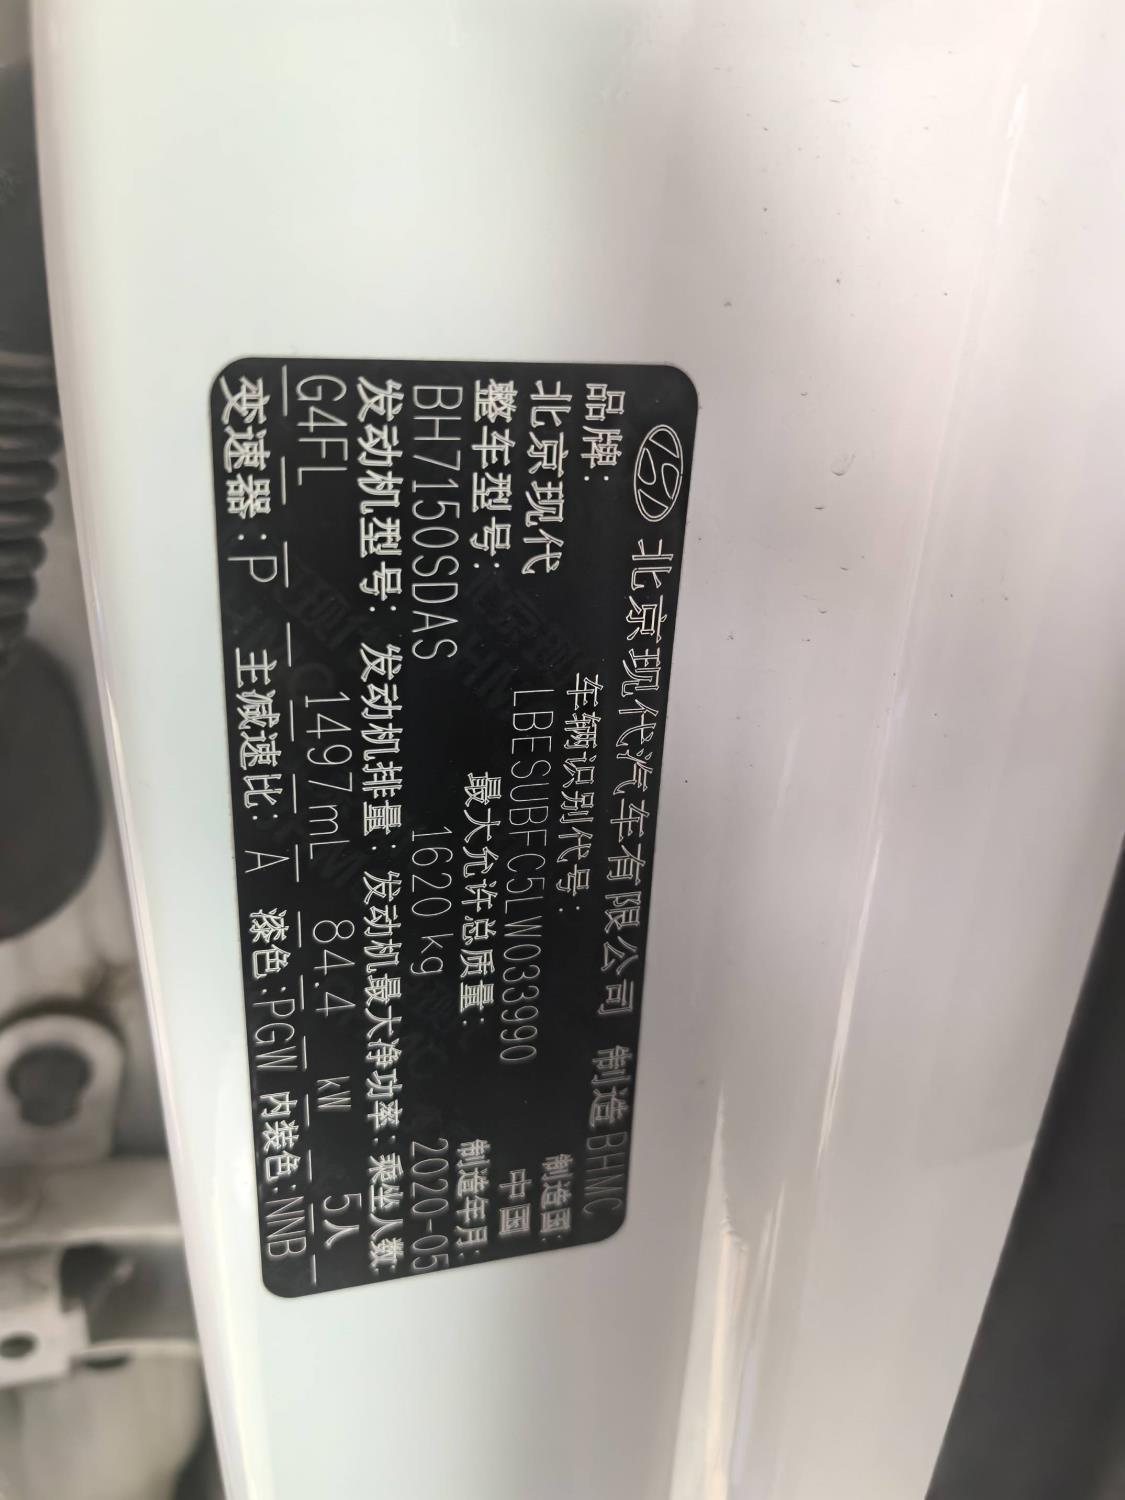 北京现代汽车有限公司 制造 BHMC
品牌: 车辆识别代号: 制造国:
北京现代 LBESUBFC5LW033990 中国
整车型号: 最大允许总质量: 制造年月:
BH7150SDAS 1620kg 2020-05
发动机型号: 发动机排量: 发动机最大净功率: 乘坐人数:
G4FL 1497mL 84.4 kW 5人
变速器:P 主减速比: A 漆色:PGW 内装色:NNB